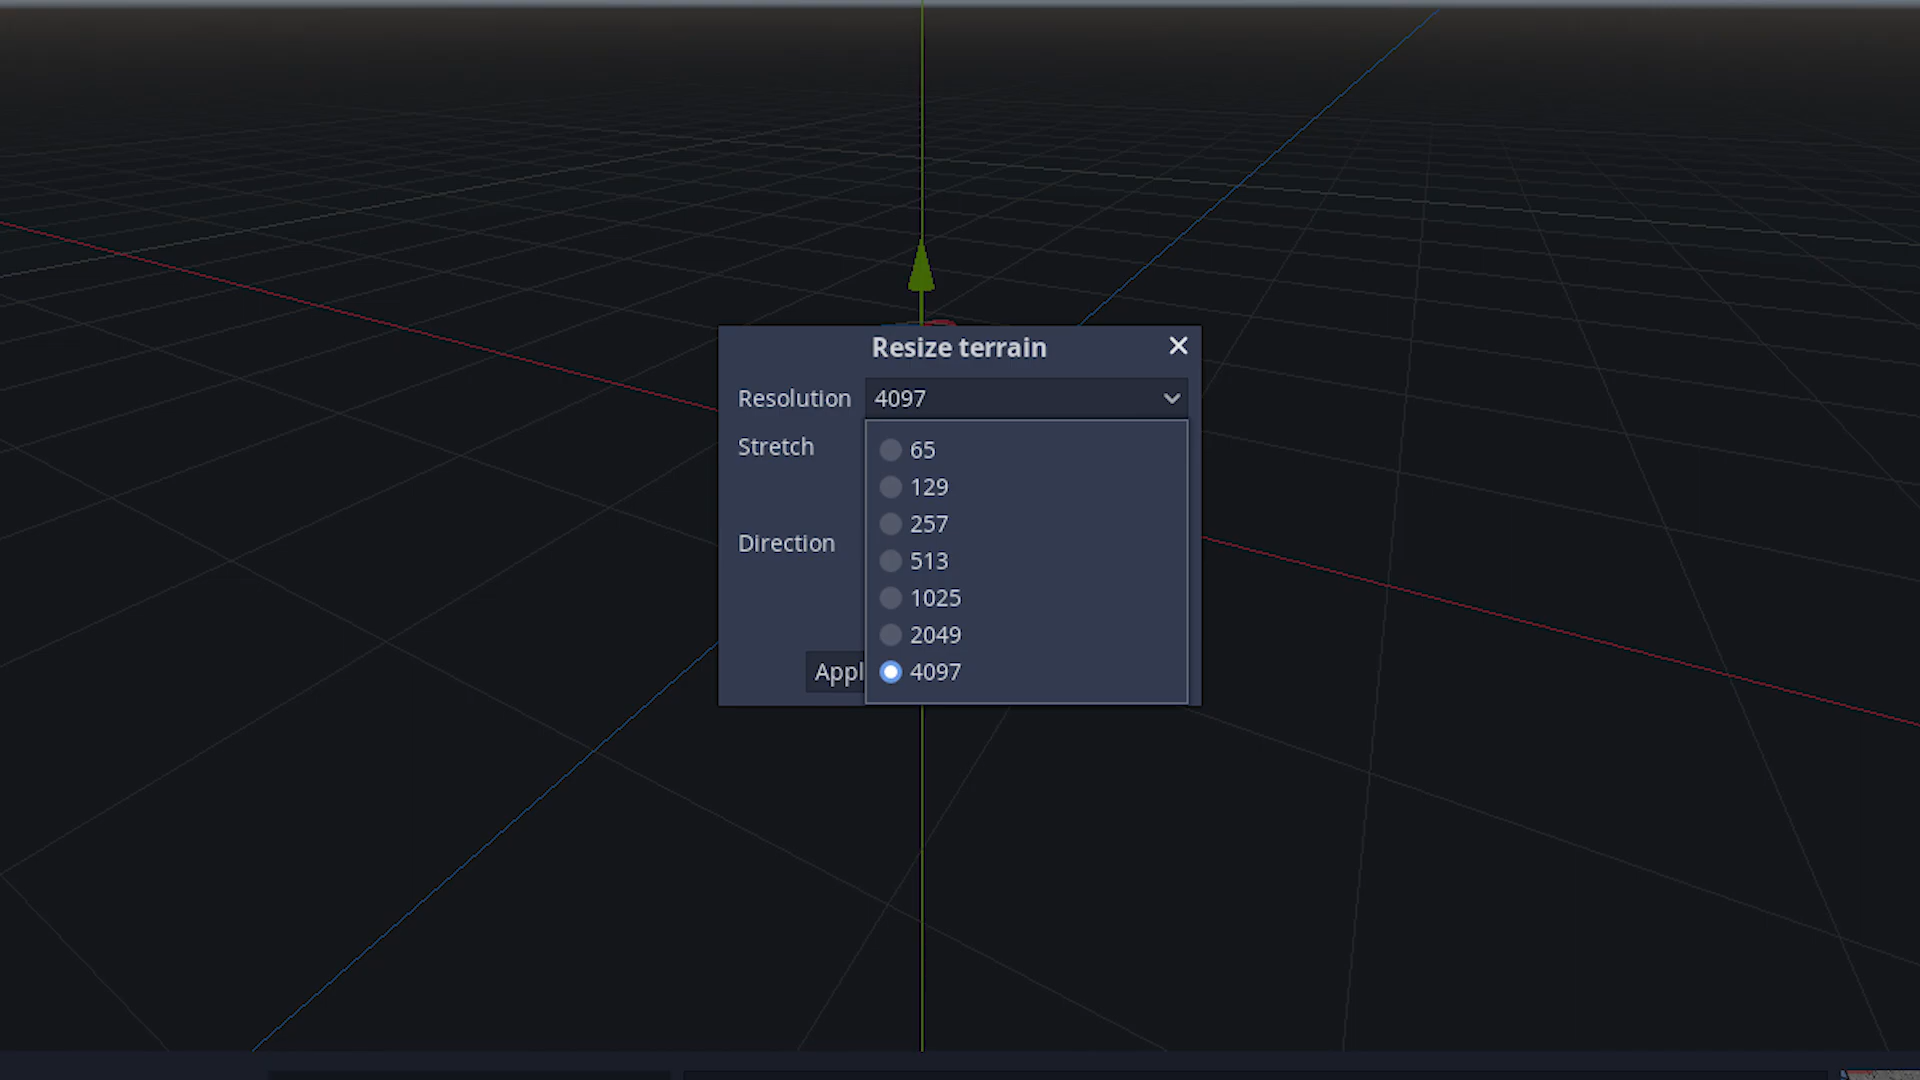 Resize terrain
Resolution 4097
Stretch
65
129
257
Direction
513
1025
2049
Appl
4097